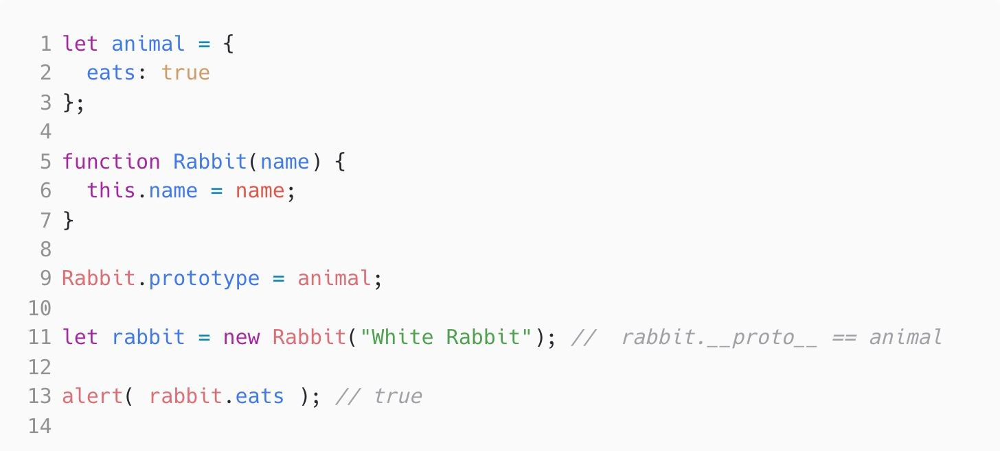 1 let animal = {
2   eats: true
3 };
4
5 function Rabbit(name) {
6   this.name = name;
7 }
8
9 Rabbit.prototype = animal;
10
11 let rabbit = new Rabbit("White Rabbit"); //  rabbit.__proto__ == animal
12
13 alert( rabbit.eats ); // true
14